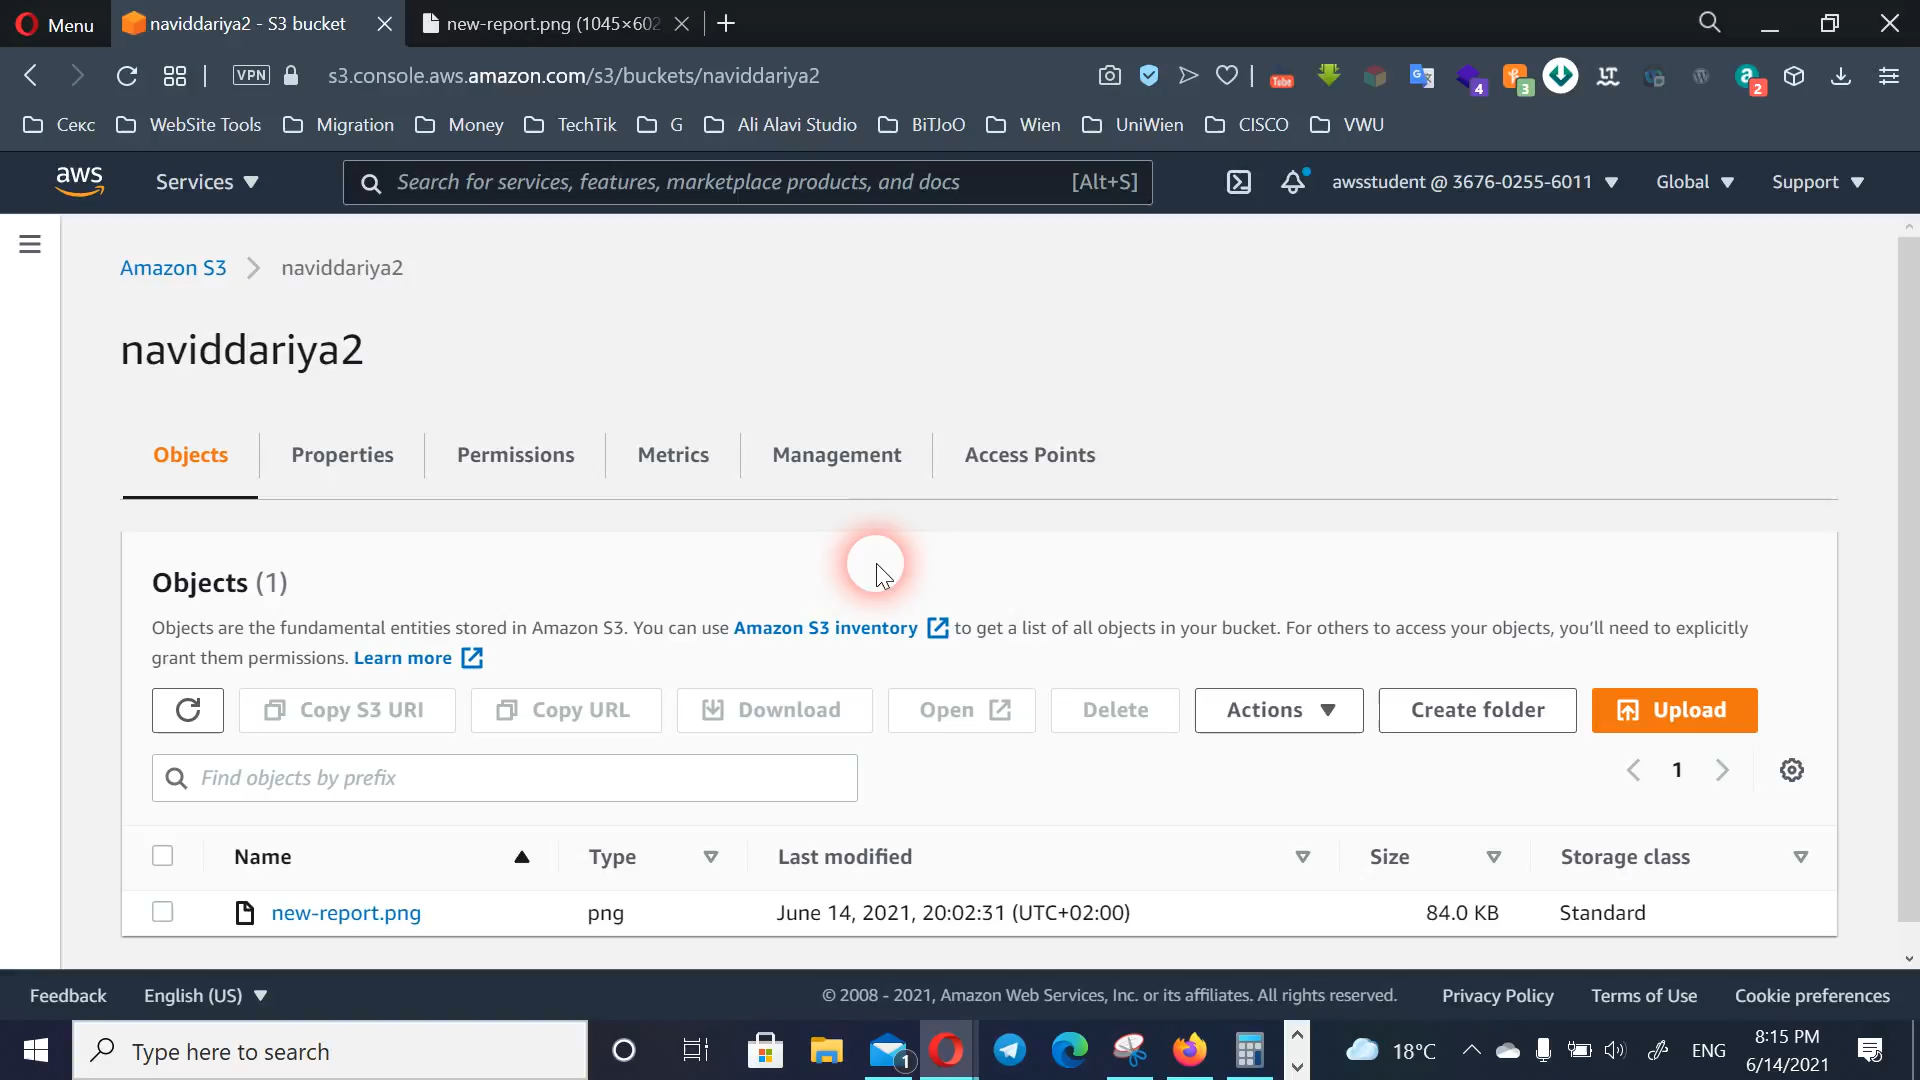 Menu
naviddariya2 - S3 bucket
new-report.png (1045×602
VPN
s3.console.aws.amazon.com/s3/buckets/naviddariya2
Tube
4
3
2
Секс
WebSite Tools
Migration
Money
TechTik
G
Ali Alavi Studio
BiTJoO
Wien
UniWien
CISCO
VWU
aws
Services
Search for services, features, marketplace products, and docs
[Alt+S]
awsstudent @ 3676-0255-6011
Global
Support
Amazon S3
naviddariya2
naviddariya2
Objects
Properties
Permissions
Metrics
Management
Access Points
Objects (1)
Objects are the fundamental entities stored in Amazon S3. You can use Amazon S3 inventory to get a list of all objects in your bucket. For others to access your objects, you’ll need to explicitly
grant them permissions. Learn more
Copy S3 URI
Copy URL
Download
Open
Delete
Actions
Create folder
Upload
Find objects by prefix
1
Name
Type
Last modified
Size
Storage class
new-report.png
png
June 14, 2021, 20:02:31 (UTC+02:00)
84.0 KB
Standard
Feedback
English (US)
© 2008 - 2021, Amazon Web Services, Inc. or its affiliates. All rights reserved.
Privacy Policy
Terms of Use
Cookie preferences
Type here to search
1
18°C
ENG
8:15 PM
6/14/2021